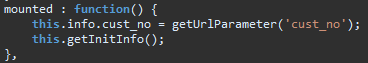 mounted : function() {
    this.info.cust_no = getUrlParameter('cust_no');
    this.getInitInfo();
},